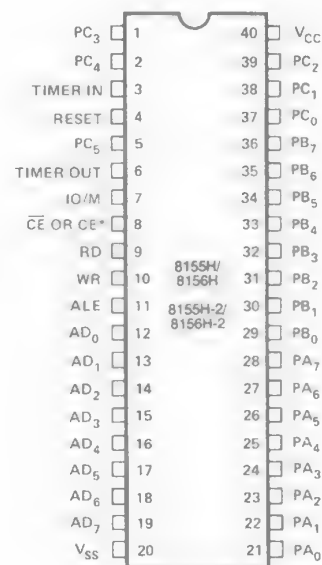 PC3 1 40 VCC
PC4 2 39 PC2
TIMER IN 3 38 PC1
RESET 4 37 PC0
PC5 5 36 PB7
TIMER OUT 6 35 PB6
IO/M 7 34 PB5
C̅E̅ OR CE* 8 33 PB4
RD 9 32 PB3
WR 10 31 PB2
ALE 11 30 PB1
AD0 12 29 PB0
AD1 13 28 PA7
AD2 14 27 PA6
AD3 15 26 PA5
AD4 16 25 PA4
AD5 17 24 PA3
AD6 18 23 PA2
AD7 19 22 PA1
VSS 20 21 PA0
8155H/
8156H
8155H-2/
8156H-2